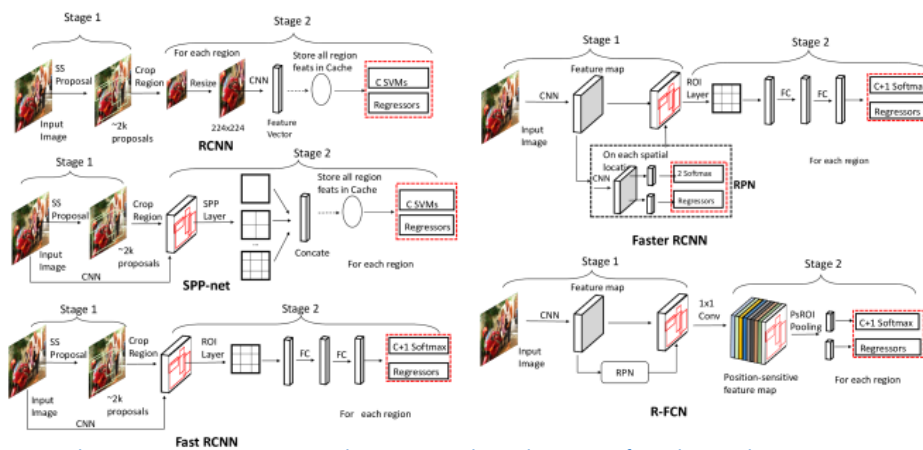 Stage 1
Stage 2
SS
Proposal
Crop
Region
For each region
Resize
CNN
Store all region
feats in Cache
C SVMs
Regressors
Input
Image
~2k
proposals
224x224
Feature
Vector
RCNN
Stage 1
Stage 2
SS
Proposal
Crop
Region
SPP
Layer
Store all region
feats in Cache
C SVMs
Regressors
...
Concate
Input
Image
~2k
proposals
CNN
For each region
SPP-net
Stage 1
Stage 2
SS
Proposal
Crop
Region
ROI
Layer
FC
FC
C+1 Softmax
Regressors
Input
Image
~2k
proposals
CNN
For each region
Fast RCNN
Stage 1
Stage 2
Feature map
CNN
ROI
Layer
FC
FC
C+1 Softmax
Regressors
Input
Image
On each spatial
location
CNN
2 Softmax
Regressors
RPN
For each region
Faster RCNN
Stage 1
Stage 2
Feature map
CNN
1x1
Conv
PsROI
Pooling
C+1 Softmax
Regressors
Input
Image
RPN
Position-sensitive
feature map
For each region
R-FCN